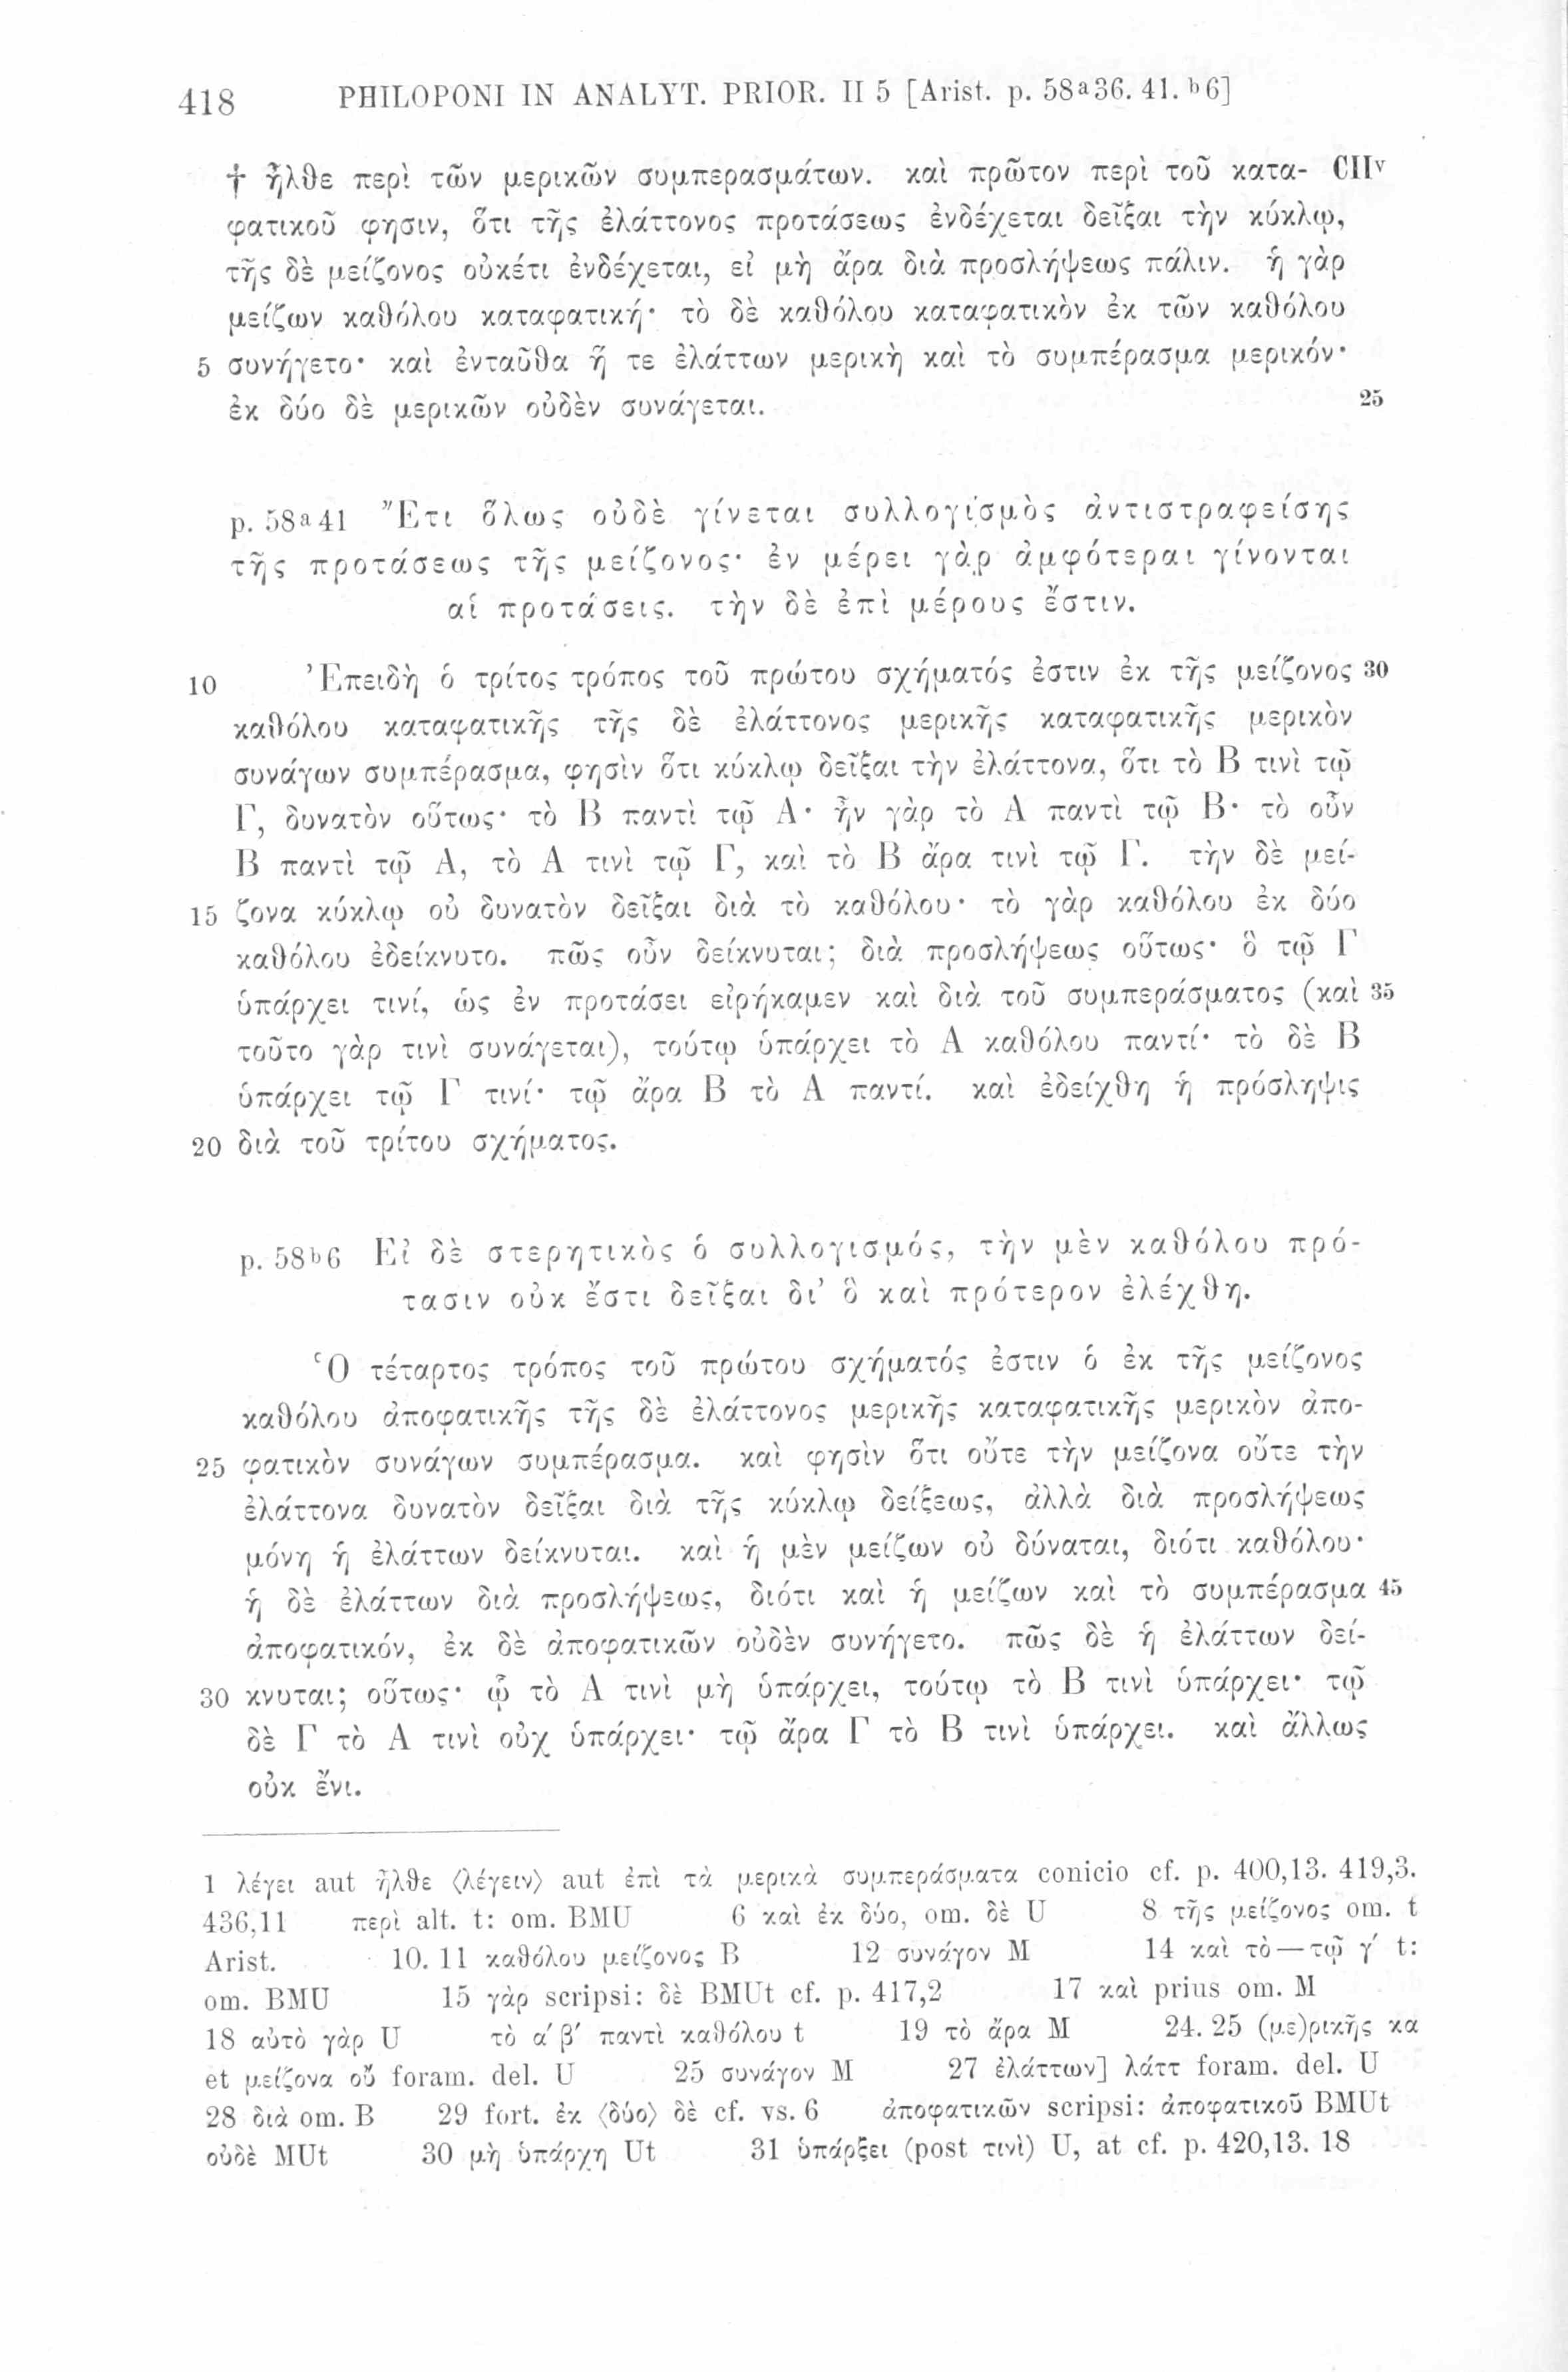 418 PHILOPONI IN ANALYT. PRIOR. II 5 [Arist. p. 58a36. 41. b6]
† ἦλθε περὶ τῶν μερικῶν συμπερασμάτων. καὶ πρῶτον περὶ τοῦ κατα- CIIv
φατικοῦ φησιν, ὅτι τῆς ἐλάττονος προτάσεως ἐνδέχεται δεῖξαι τὴν κύκλῳ,
τῆς δὲ μείζονος οὐκέτι ἐνδέχεται, εἰ μὴ ἄρα διὰ προσλήψεως πάλιν. ἡ γὰρ
μείζων καθόλου καταφατική· τὸ δὲ καθόλου καταφατικὸν ἐκ τῶν καθόλου
5 συνήγετο· καὶ ἐνταῦθα ἥ τε ἐλάττων μερικὴ καὶ τὸ συμπέρασμα μερικόν·
ἐκ δύο δὲ μερικῶν οὐδὲν συνάγεται. 25
p. 58a41 Ἔτι ὅλως οὐδὲ γίνεται συλλογισμὸς ἀντιστραφείσης
τῆς προτάσεως τῆς μείζονος· ἐν μέρει γὰρ ἀμφότεραι γίνονται
αἱ προτάσεις. τὴν δὲ ἐπὶ μέρους ἔστιν.
10 Ἐπειδὴ ὁ τρίτος τρόπος τοῦ πρώτου σχήματός ἐστιν ἐκ τῆς μείζονος 30
καθόλου καταφατικῆς τῆς δὲ ἐλάττονος μερικῆς καταφατικῆς μερικὸν
συνάγων συμπέρασμα, φησὶν ὅτι κύκλῳ δεῖξαι τὴν ἐλάττονα, ὅτι τὸ Β τινὶ τῷ
Γ, δυνατὸν οὕτως· τὸ Β παντὶ τῷ Α· ἦν γὰρ τὸ Α παντὶ τῷ Β· τὸ οὖν
Β παντὶ τῷ Α, τὸ Α τινὶ τῷ Γ, καὶ τὸ Β ἄρα τινὶ τῷ Γ. τὴν δὲ μεί-
15 ζονα κύκλῳ οὐ δυνατὸν δεῖξαι διὰ τὸ καθόλου· τὸ γὰρ καθόλου ἐκ δύο
καθόλου ἐδείκνυτο. πῶς οὖν δείκνυται; διὰ προσλήψεως οὕτως· ὃ τῷ Γ
ὑπάρχει τινί, ὡς ἐν προτάσει εἰρήκαμεν καὶ διὰ τοῦ συμπεράσματος (καὶ 35
τοῦτο γὰρ τινὶ συνάγεται), τούτῳ ὑπάρχει τὸ Α καθόλου παντί· τὸ δὲ Β
ὑπάρχει τῷ Γ τινί· τῷ ἄρα Β τὸ Α παντί. καὶ ἐδείχθη ἡ πρόσληψις
20 διὰ τοῦ τρίτου σχήματος.
p. 58b6 Εἰ δὲ στερητικὸς ὁ συλλογισμός, τὴν μὲν καθόλου πρό-
τασιν οὐκ ἔστι δεῖξαι δι’ ὃ καὶ πρότερον ἐλέχθη.
Ὁ τέταρτος τρόπος τοῦ πρώτου σχήματός ἐστιν ὁ ἐκ τῆς μείζονος
καθόλου ἀποφατικῆς τῆς δὲ ἐλάττονος μερικῆς καταφατικῆς μερικὸν ἀπο-
25 φατικὸν συνάγων συμπέρασμα. καὶ φησὶν ὅτι οὔτε τὴν μείζονα οὔτε τὴν
ἐλάττονα δυνατὸν δεῖξαι διὰ τῆς κύκλῳ δείξεως, ἀλλὰ διὰ προσλήψεως
μόνη ἡ ἐλάττων δείκνυται. καὶ ἡ μὲν μείζων οὐ δύναται, διότι καθόλου·
ἡ δὲ ἐλάττων διὰ προσλήψεως, διότι καὶ ἡ μείζων καὶ τὸ συμπέρασμα 45
ἀποφατικόν, ἐκ δὲ ἀποφατικῶν οὐδὲν συνήγετο. πῶς δὲ ἡ ἐλάττων δεί-
30 κνυται; οὕτως· ᾧ τὸ Α τινὶ μὴ ὑπάρχει, τούτῳ τὸ Β τινὶ ὑπάρχει· τῷ
δὲ Γ τὸ Α τινὶ οὐχ ὑπάρχει· τῷ ἄρα Γ τὸ Β τινὶ ὑπάρχει. καὶ ἄλλως
οὐκ ἔνι.
1 λέγει aut ἦλθε ⟨λέγειν⟩ aut ἐπὶ τὰ μερικὰ συμπεράσματα conicio cf. p. 400,13. 419,3.
436,11 περὶ alt. t: om. BMU 6 καὶ ἐκ δύο, om. δὲ U 8 τῆς μείζονος om. t
Arist. 10. 11 καθόλου μείζονος B 12 συνάγον M 14 καὶ τὸ—τῷ γ′ t:
om. BMU 15 γὰρ scripsi: δὲ BMUt cf. p. 417,2 17 καὶ prius om. M
18 αὐτὸ γὰρ U τὸ α′ β′ παντὶ καθόλου t 19 τὸ ἄρα M 24. 25 (με)ρικῆς κα
et μείζονα οὔ foram. del. U 25 συνάγον M 27 ἐλάττων] λάττ foram. del. U
28 διὰ om. B 29 fort. ἐκ ⟨δύο⟩ δὲ cf. vs. 6 ἀποφατικῶν scripsi: ἀποφατικοῦ BMUt
οὐδὲ MUt 30 μὴ ὑπάρχη Ut 31 ὑπάρξει (post τινὶ) U, at cf. p. 420,13. 18